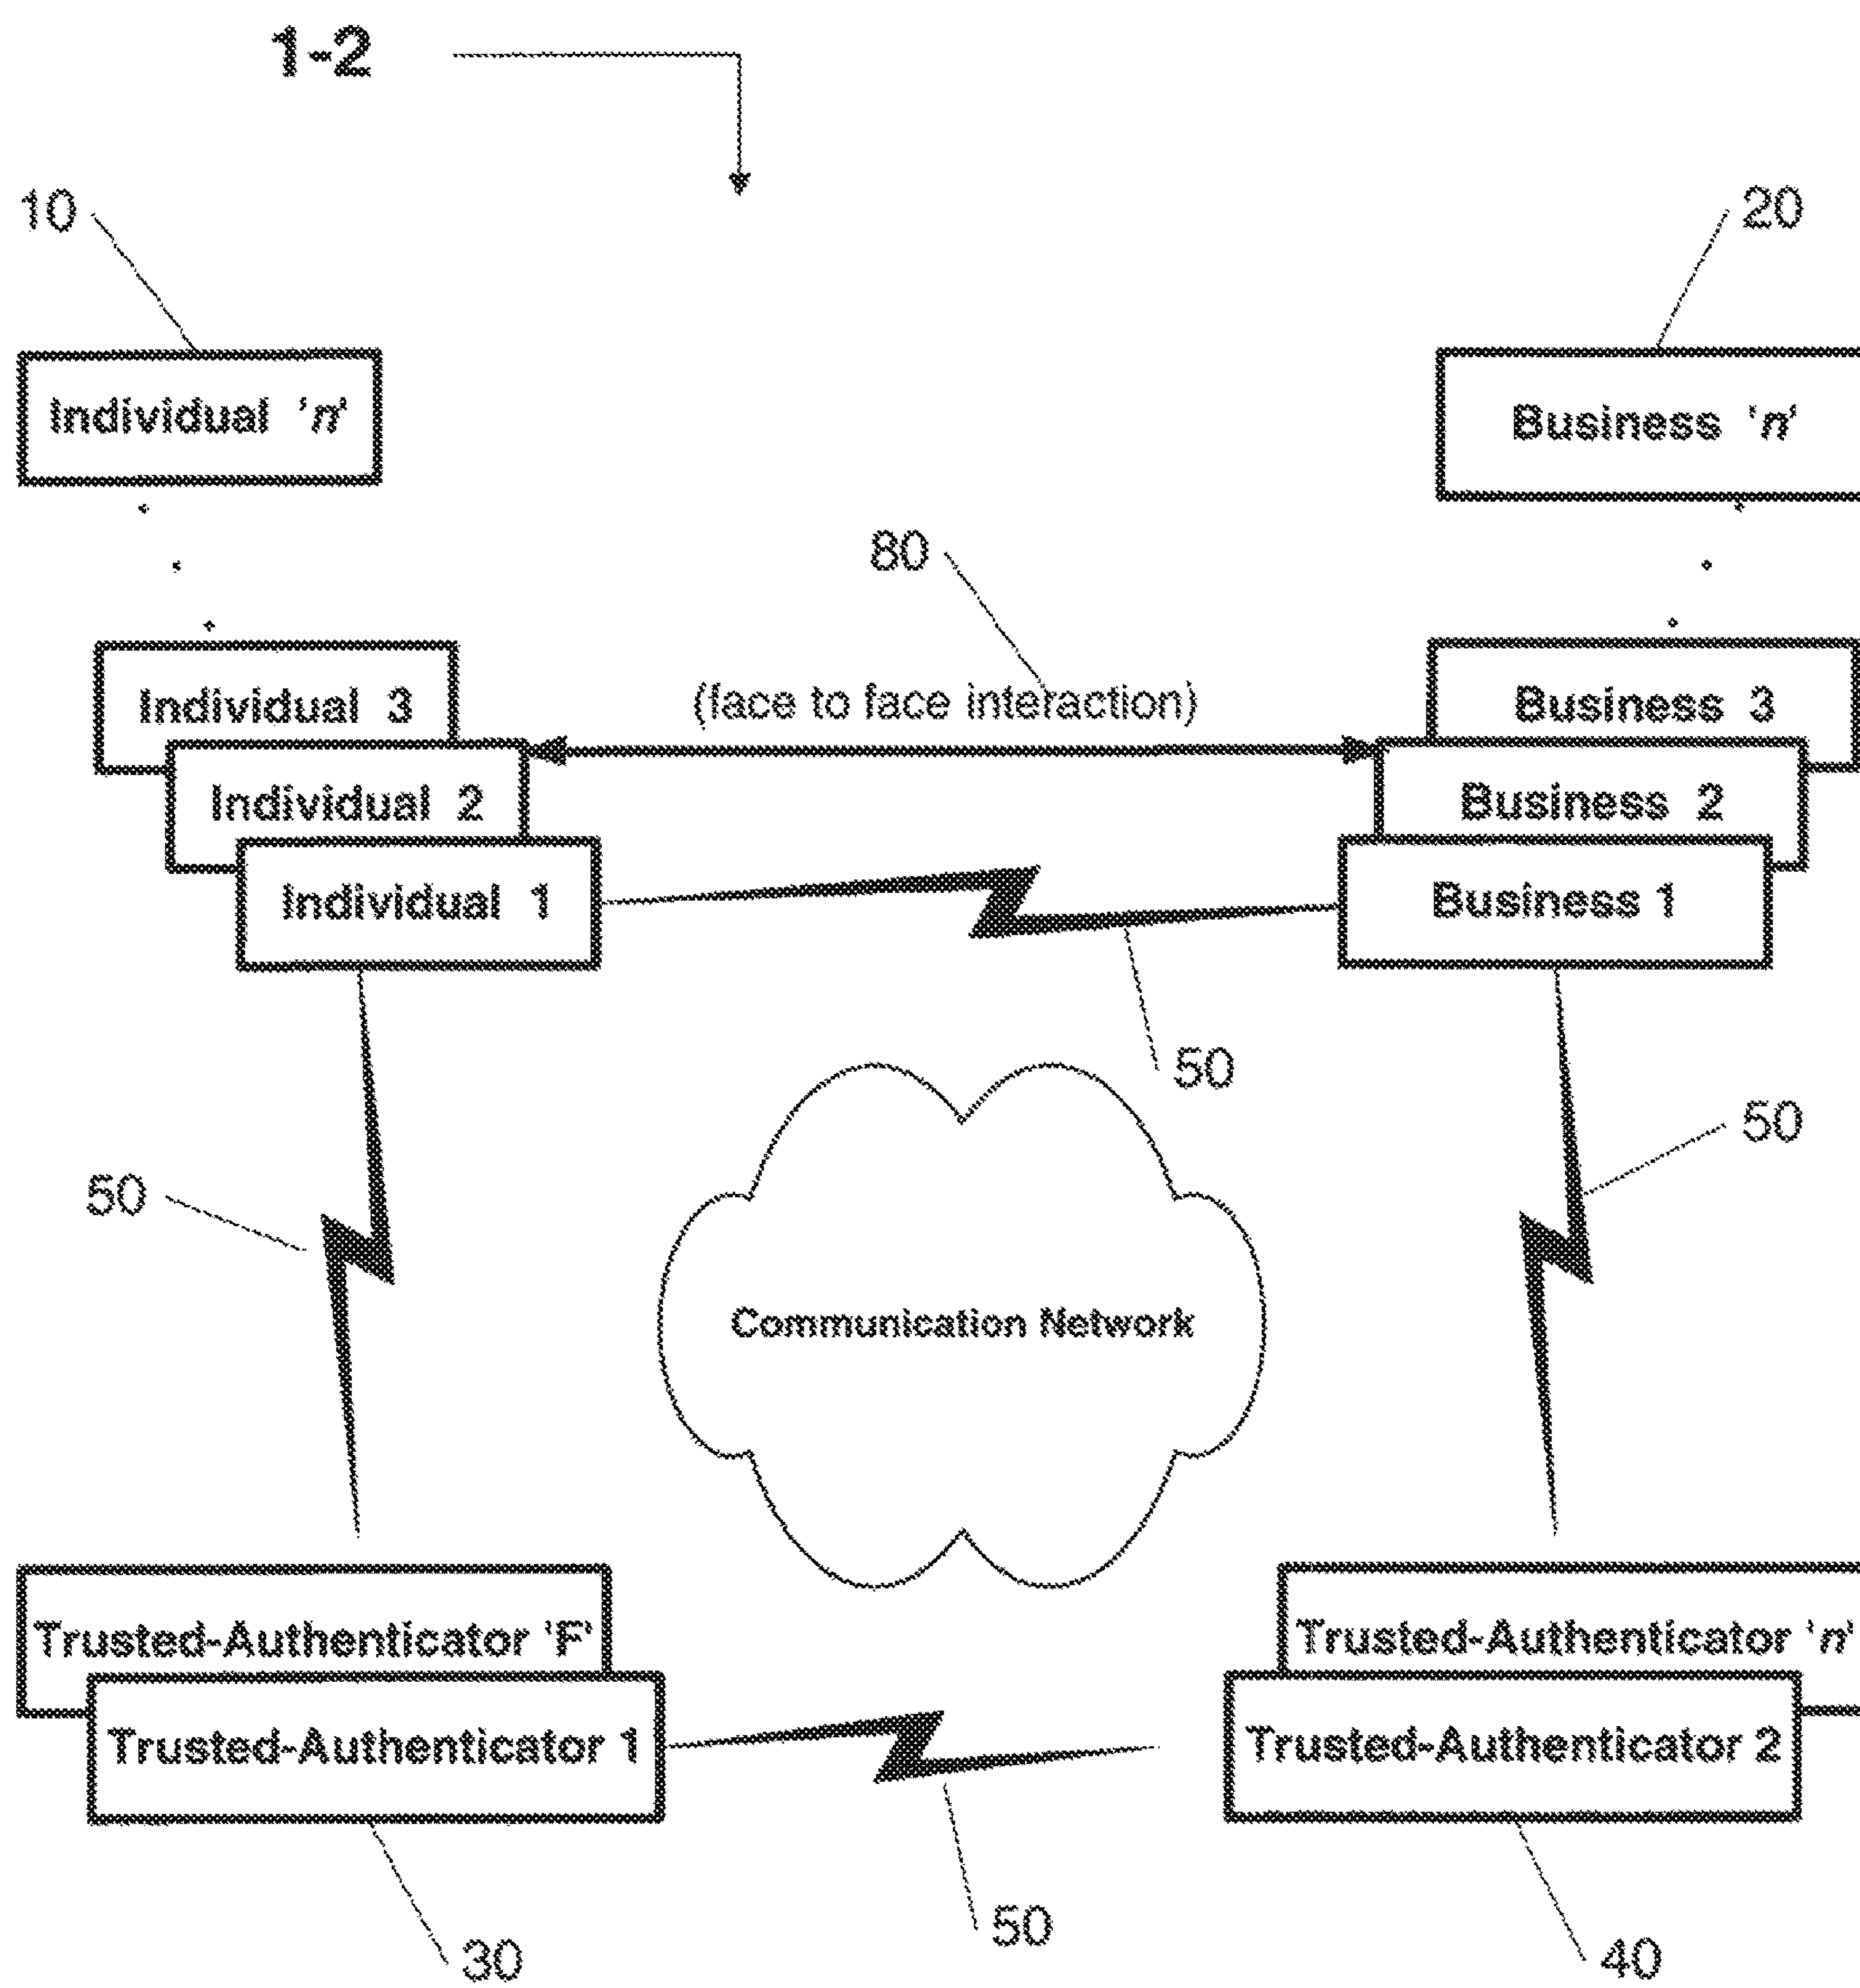 1-2
10
20
Individual 'n'
Business 'n'
80
Individual 3
(face to face interaction)
Business 3
Individual 2
Business 2
Individual 1
Business 1
50
50
50
Communication Network
Trusted-Authenticator 'F'
Trusted-Authenticator 'n'
Trusted-Authenticator 1
Trusted-Authenticator 2
50
30
40